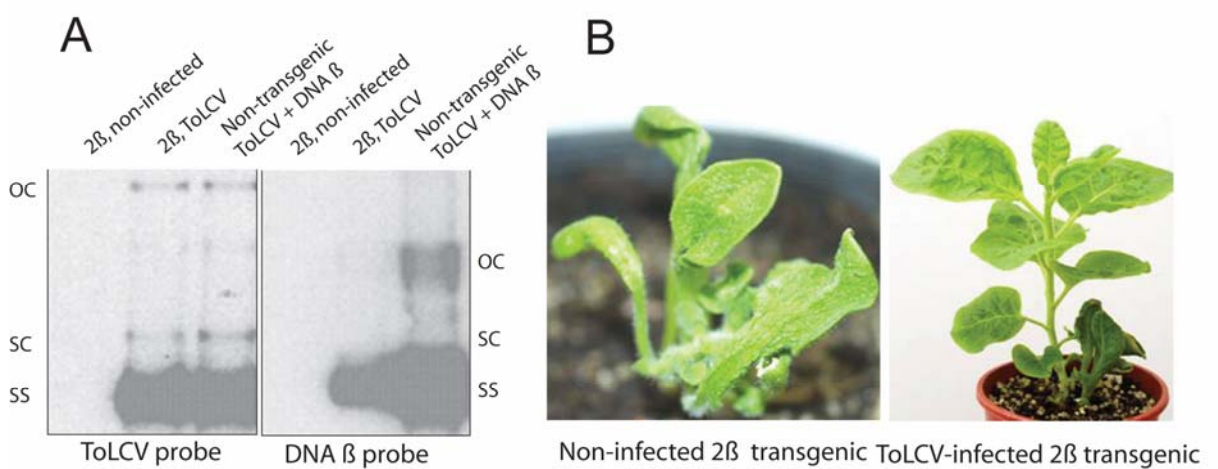 A
2ß, non-infected
2ß, ToLCV
Non-transgenic
ToLCV + DNA ß
2ß, non-infected
2ß, ToLCV
Non-transgenic
ToLCV + DNA ß
OC
SC
SS
OC
SC
SS
ToLCV probe
DNA ß probe
B
Non-infected 2ß transgenic
ToLCV-infected 2ß transgenic